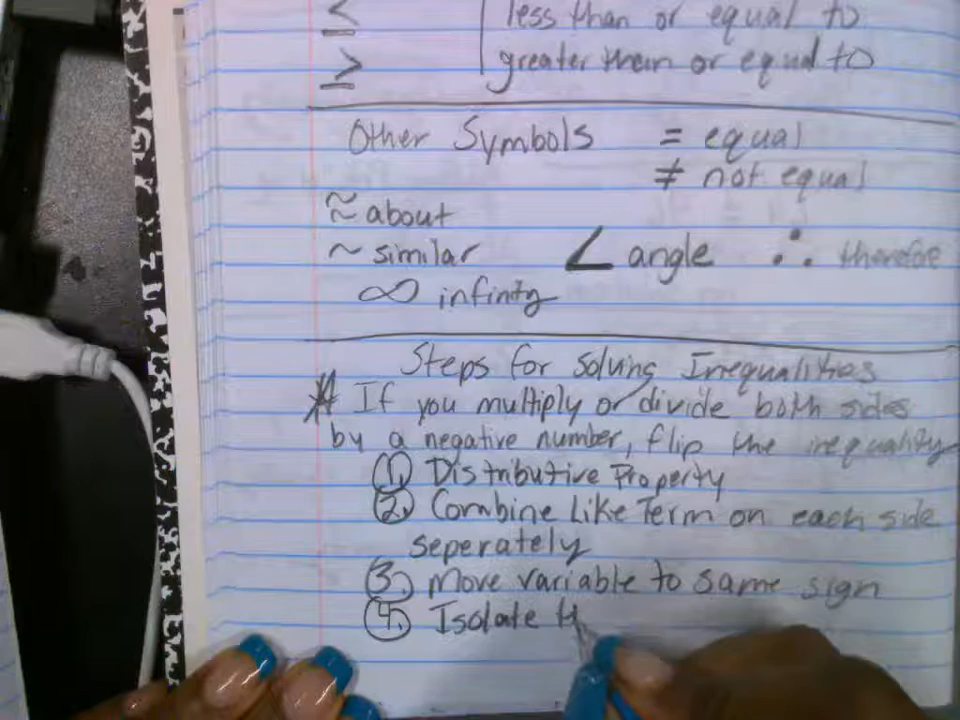 ≤ less than or equal to
≥ greater than or equal to
Other Symbols = equal
≠ not equal
≈ about
~ similar ∠ angle ∴ therefore
∞ infinity
Steps for Solving Inequalities
* If you multiply or divide both sides
by a negative number, flip the inequality
1. Distributive Property
2. Combine Like Term on each side
seperately
3. Move variable to same sign
4. Isolate th